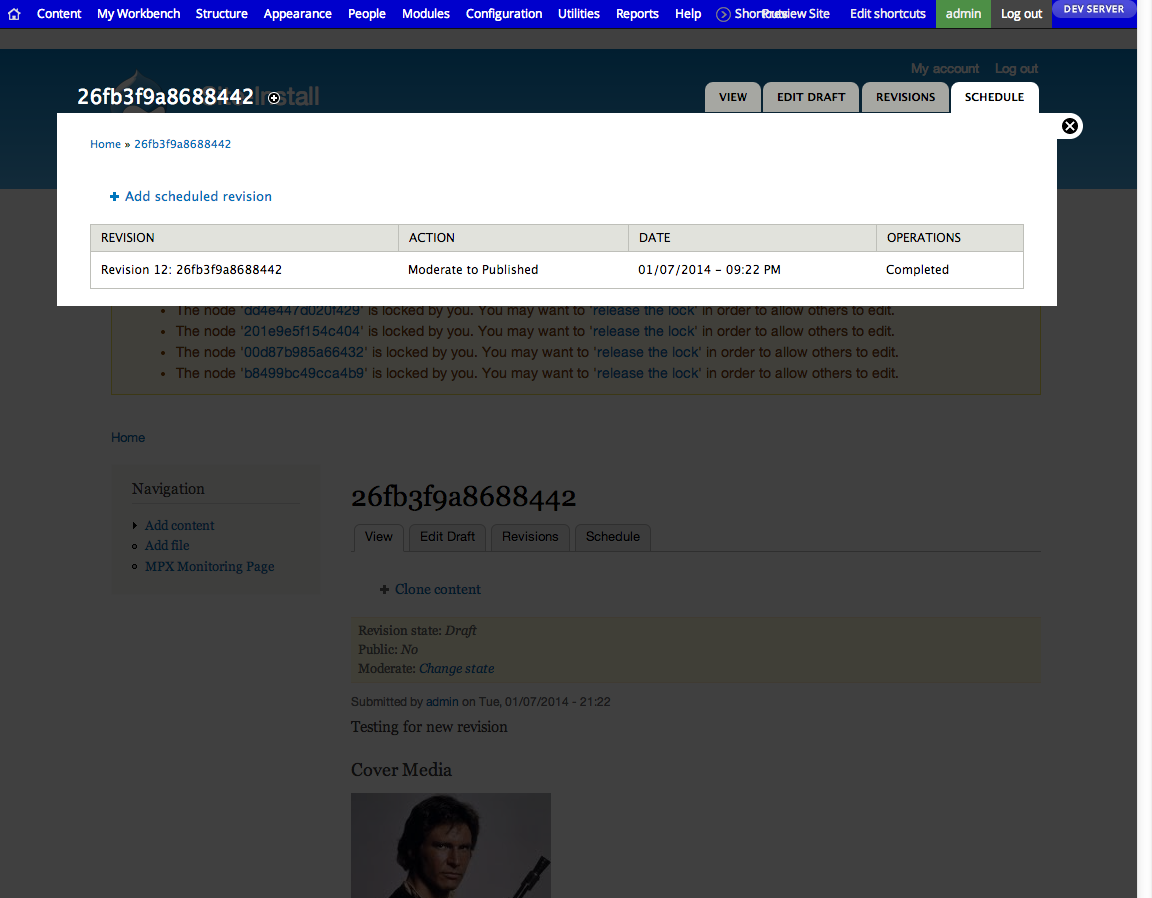 Content My Workbench Structure Appearance People Modules Configuration Utilities Reports Help Shortcuts Preview Site Edit shortcuts admin Log out DEV SERVER
My account Log out
26fb3f9a8688442 Install
VIEW EDIT DRAFT REVISIONS SCHEDULE
Home » 26fb3f9a8688442
Add scheduled revision
REVISION ACTION DATE OPERATIONS
Revision 12: 26fb3f9a8688442 Moderate to Published 01/07/2014 - 09:22 PM Completed
The node 'dd4e447d020f429' is locked by you. You may want to 'release the lock' in order to allow others to edit.
The node '201e9e5f154c404' is locked by you. You may want to 'release the lock' in order to allow others to edit.
The node '00d87b985a66432' is locked by you. You may want to 'release the lock' in order to allow others to edit.
The node 'b8499bc49cca4b9' is locked by you. You may want to 'release the lock' in order to allow others to edit.
Home
Navigation
Add content
Add file
MPX Monitoring Page
26fb3f9a8688442
View Edit Draft Revisions Schedule
Clone content
Revision state: Draft
Public: No
Moderate: Change state
Submitted by admin on Tue, 01/07/2014 - 21:22
Testing for new revision
Cover Media